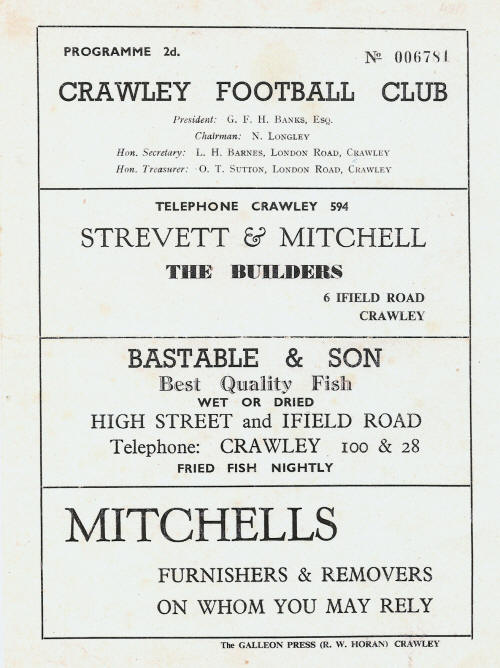 PROGRAMME 2d.
No 006781
CRAWLEY FOOTBALL CLUB
President: G. F. H. BANKS, ESQ.
Chairman: N. LONGLEY
Hon. Secretary: L. H. BARNES, LONDON ROAD, CRAWLEY
Hon. Treasurer: O. T. SUTTON, LONDON ROAD, CRAWLEY
TELEPHONE CRAWLEY 594
STREVETT & MITCHELL
THE BUILDERS
6 IFIELD ROAD
CRAWLEY
BASTABLE & SON
Best Quality Fish
WET OR DRIED
HIGH STREET and IFIELD ROAD
Telephone: CRAWLEY 100 & 28
FRIED FISH NIGHTLY
MITCHELLS
FURNISHERS & REMOVERS
ON WHOM YOU MAY RELY
The GALLEON PRESS (R. W. HORAN) CRAWLEY